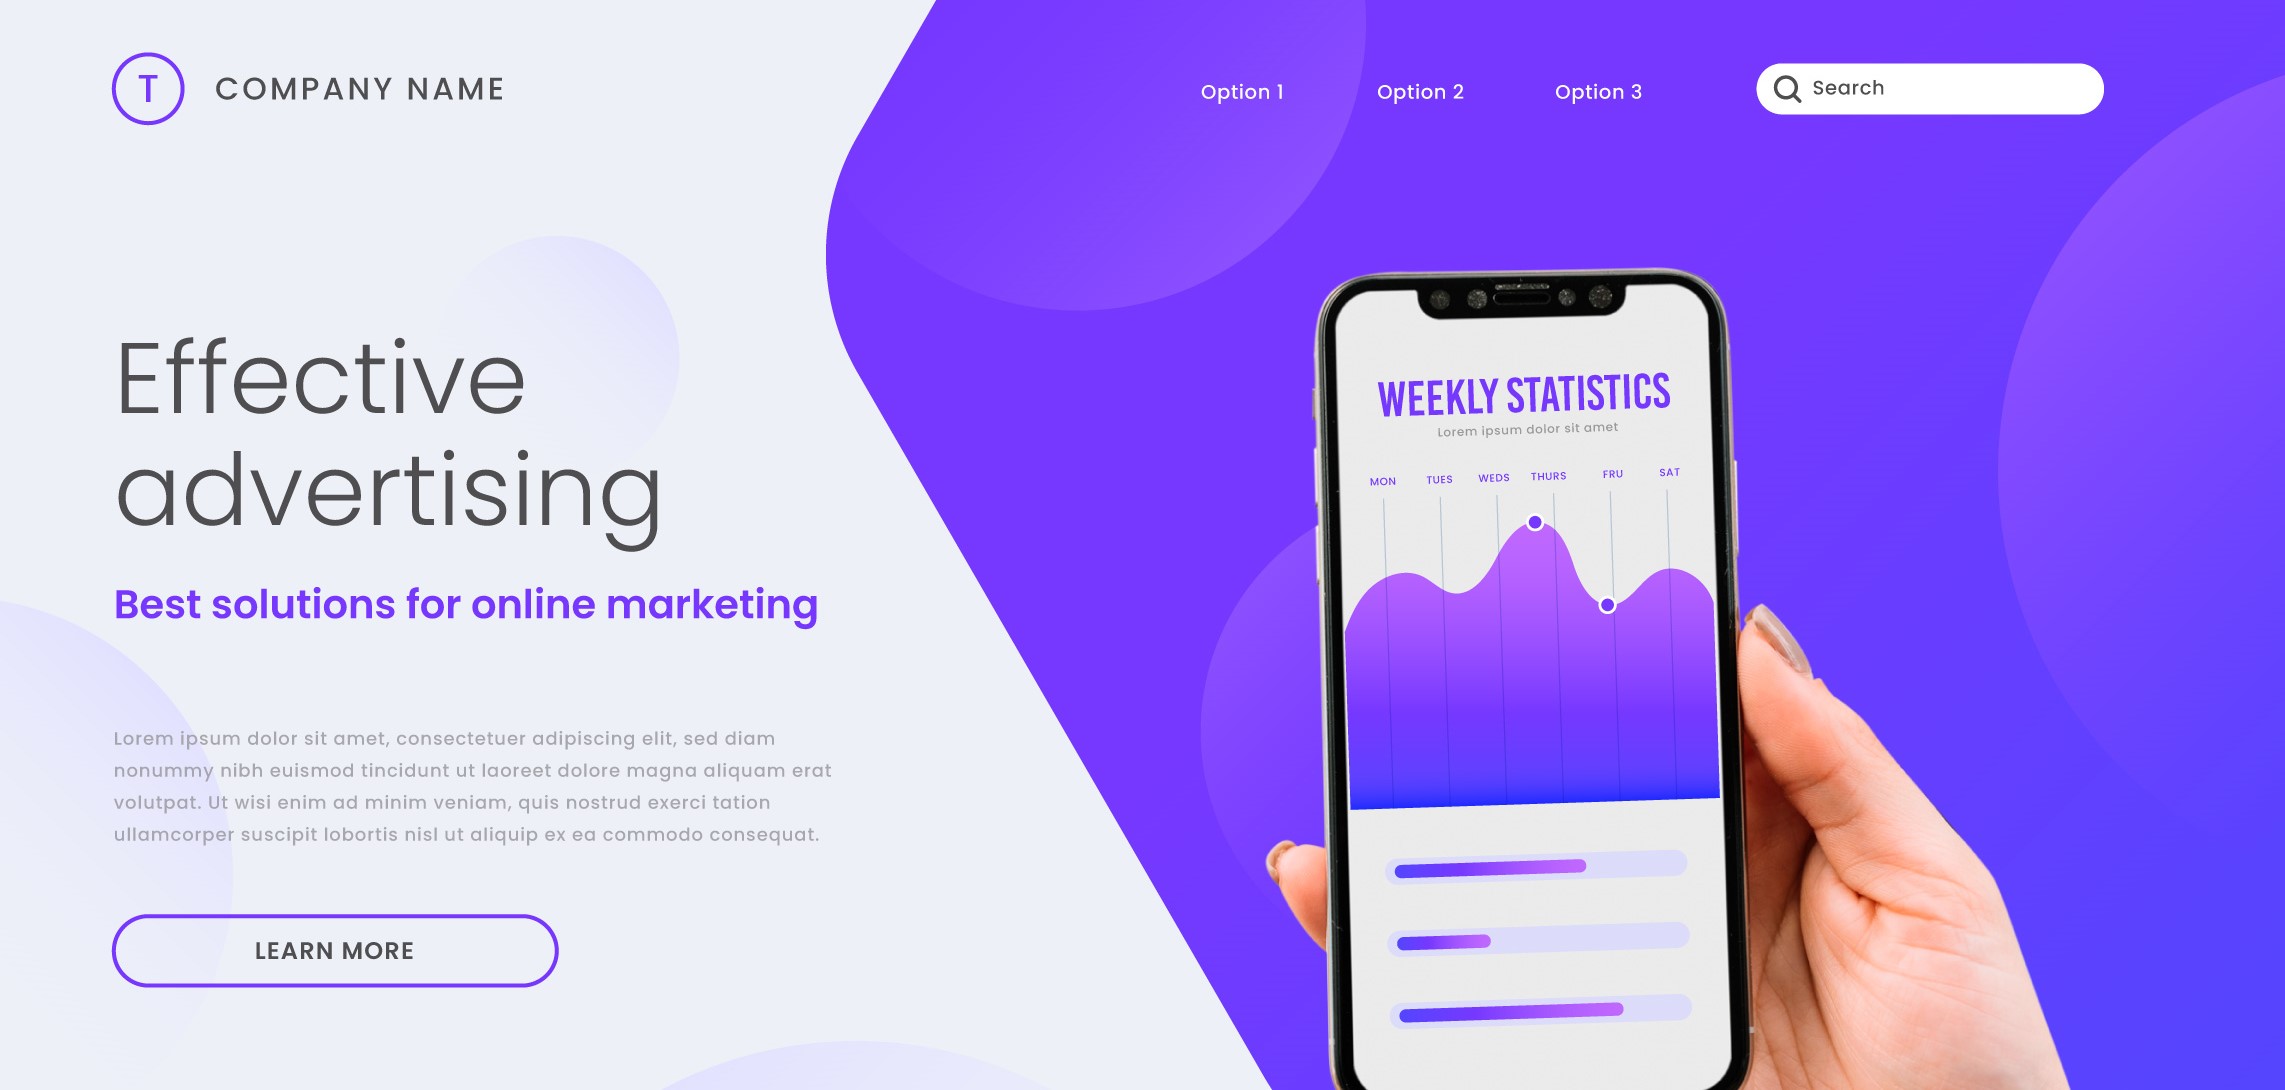 T
COMPANY NAME
Option 1
Option 2
Option 3
Search
Effective
advertising
Best solutions for online marketing
Lorem ipsum dolor sit amet, consectetuer adipiscing elit, sed diam
nonummy nibh euismod tincidunt ut laoreet dolore magna aliquam erat
volutpat. Ut wisi enim ad minim veniam, quis nostrud exerci tation
ullamcorper suscipit lobortis nisl ut aliquip ex ea commodo consequat.
LEARN MORE
WEEKLY STATISTICS
Lorem ipsum dolor sit amet
MON TUES WEDS THURS FRU SAT